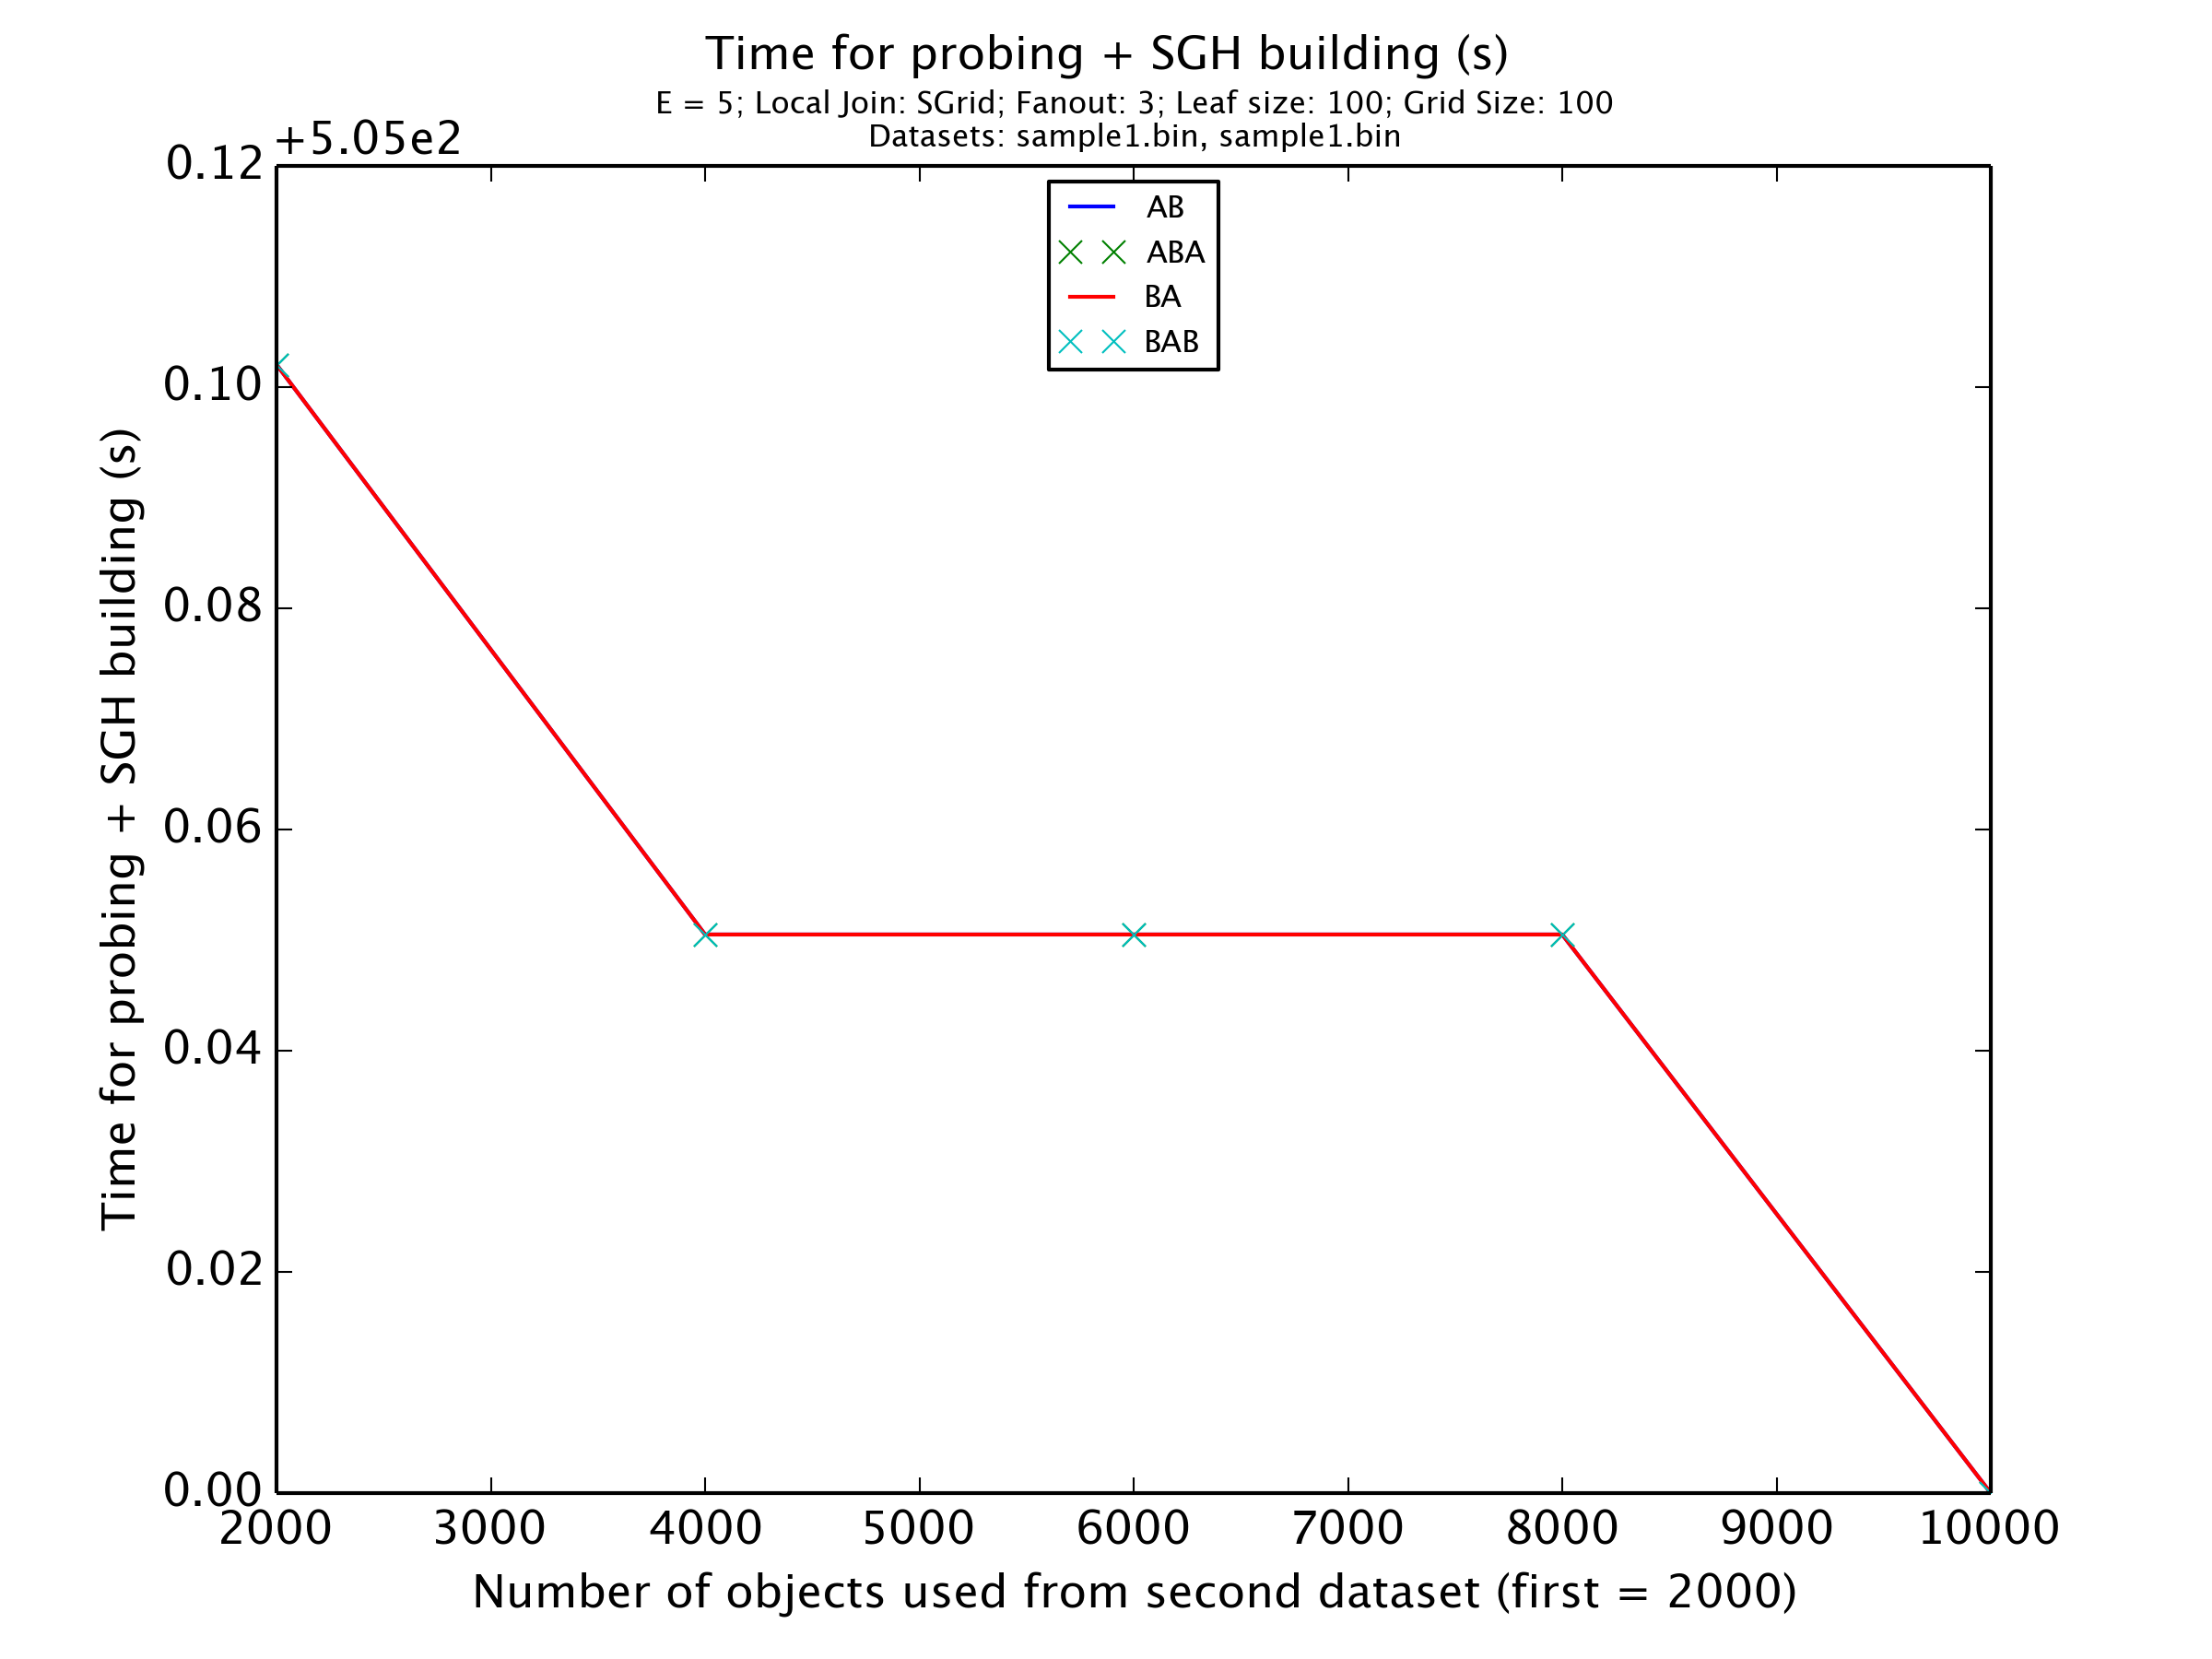 Time for probing + SGH building (s)
E = 5; Local Join: SGrid; Fanout: 3; Leaf size: 100; Grid Size: 100
Datasets: sample1.bin, sample1.bin
+5.05e2
0.12
0.10
0.08
0.06
0.04
0.02
0.00
Time for probing + SGH building (s)
AB
ABA
BA
BAB
2000 3000 4000 5000 6000 7000 8000 9000 10000
Number of objects used from second dataset (first = 2000)